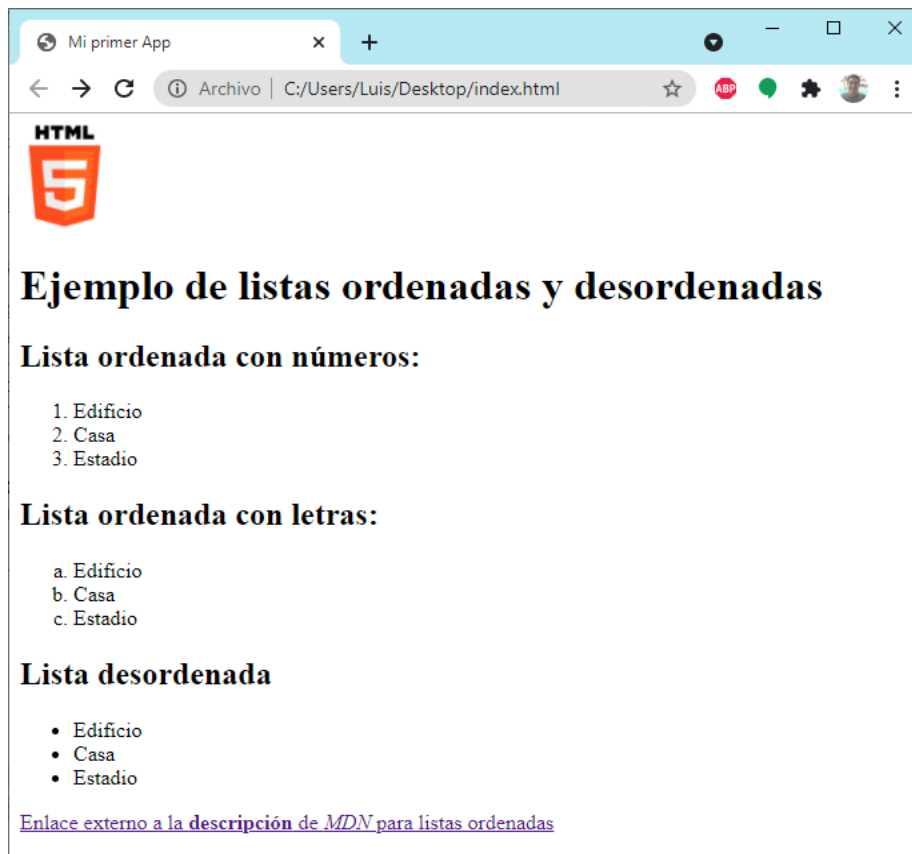 Mi primer App
Archivo | C:/Users/Luis/Desktop/index.html
ABP
HTML
5
Ejemplo de listas ordenadas y desordenadas
Lista ordenada con números:
1. Edificio
2. Casa
3. Estadio
Lista ordenada con letras:
a. Edificio
b. Casa
c. Estadio
Lista desordenada
• Edificio
• Casa
• Estadio
Enlace externo a la descripción de MDN para listas ordenadas